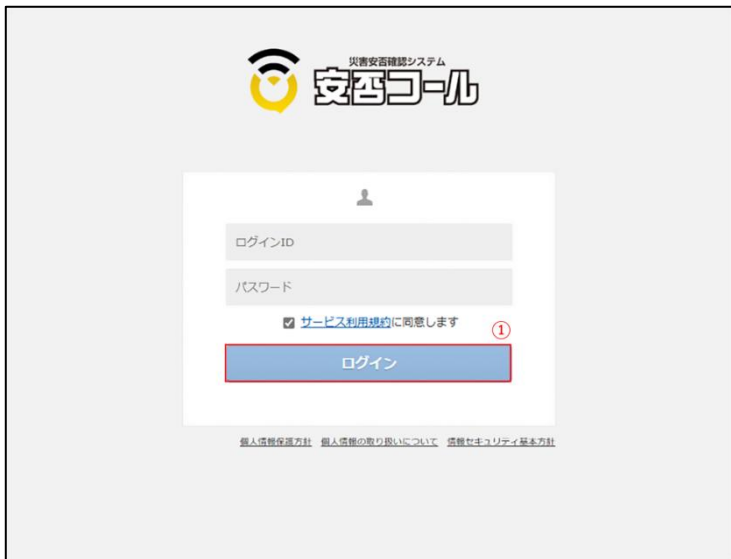 災害安否確認システム
安否コール
ログインID
パスワード
サービス利用規約に同意します
①
ログイン
個人情報保護方針 個人情報の取り扱いについて 情報セキュリティ基本方針